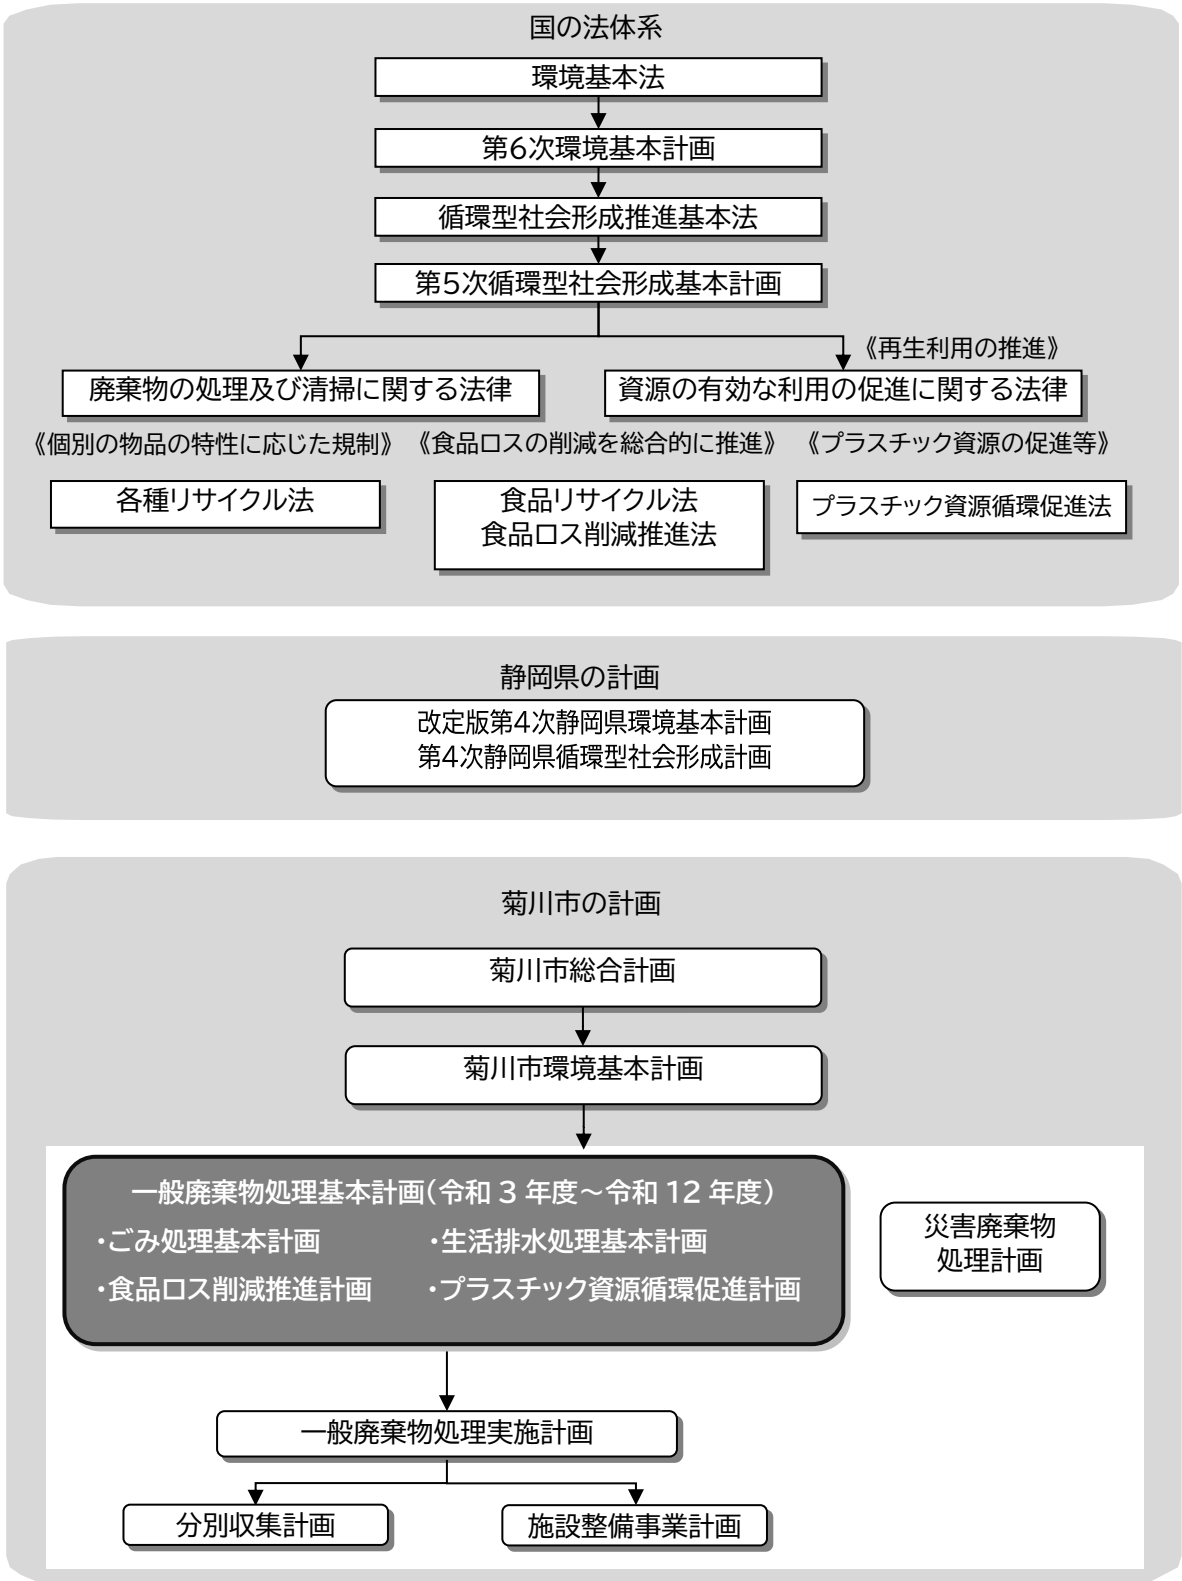 国の法体系
環境基本法
第6次環境基本計画
循環型社会形成推進基本法
第5次循環型社会形成基本計画
《再生利用の推進》
廃棄物の処理及び清掃に関する法律
資源の有効な利用の促進に関する法律
《個別の物品の特性に応じた規制》
《食品ロスの削減を総合的に推進》
《プラスチック資源の促進等》
各種リサイクル法
食品リサイクル法
食品ロス削減推進法
プラスチック資源循環促進法
静岡県の計画
改定版第4次静岡県環境基本計画
第4次静岡県循環型社会形成計画
菊川市の計画
菊川市総合計画
菊川市環境基本計画
一般廃棄物処理基本計画(令和 3 年度～令和 12 年度)
・ごみ処理基本計画
・生活排水処理基本計画
・食品ロス削減推進計画
・プラスチック資源循環促進計画
災害廃棄物
処理計画
一般廃棄物処理実施計画
分別収集計画
施設整備事業計画